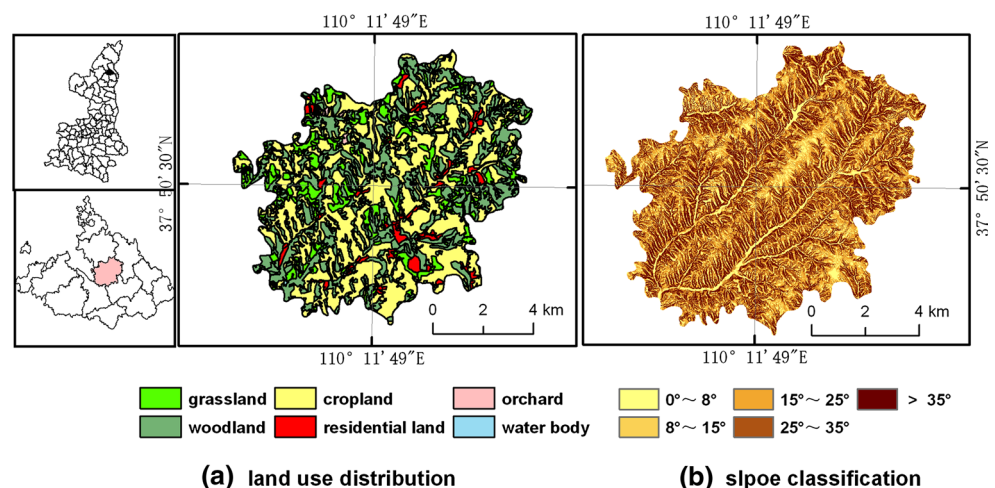 110° 11′49″E 110° 11′49″E
37° 50′30″N 37° 50′30″N
0 2 4 km 0 2 4 km
110° 11′49″E 110° 11′49″E
grassland cropland orchard 0°～ 8° 15°～ 25° > 35°
woodland residential land water body 8°～ 15° 25°～ 35°
(a) land use distribution (b) slpoe classification